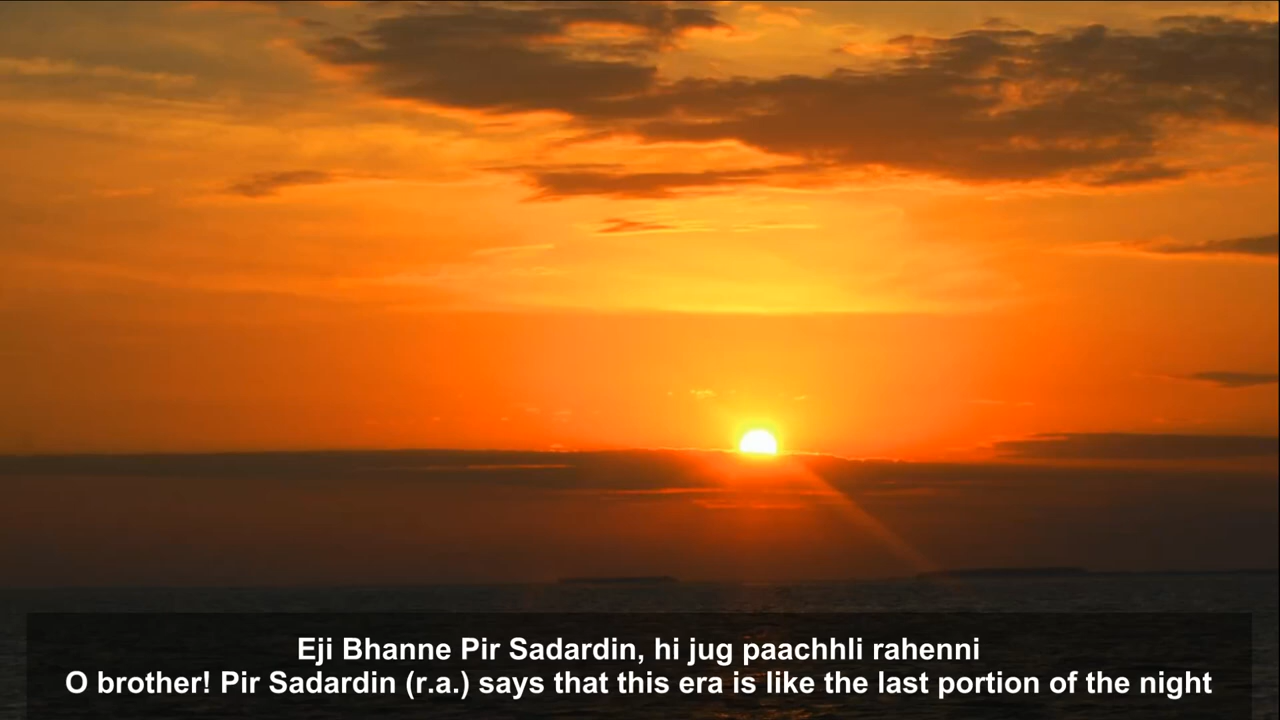 Eji Bhanne Pir Sadardin, hi jug paachhli rahenni
O brother! Pir Sadardin (r.a.) says that this era is like the last portion of the night